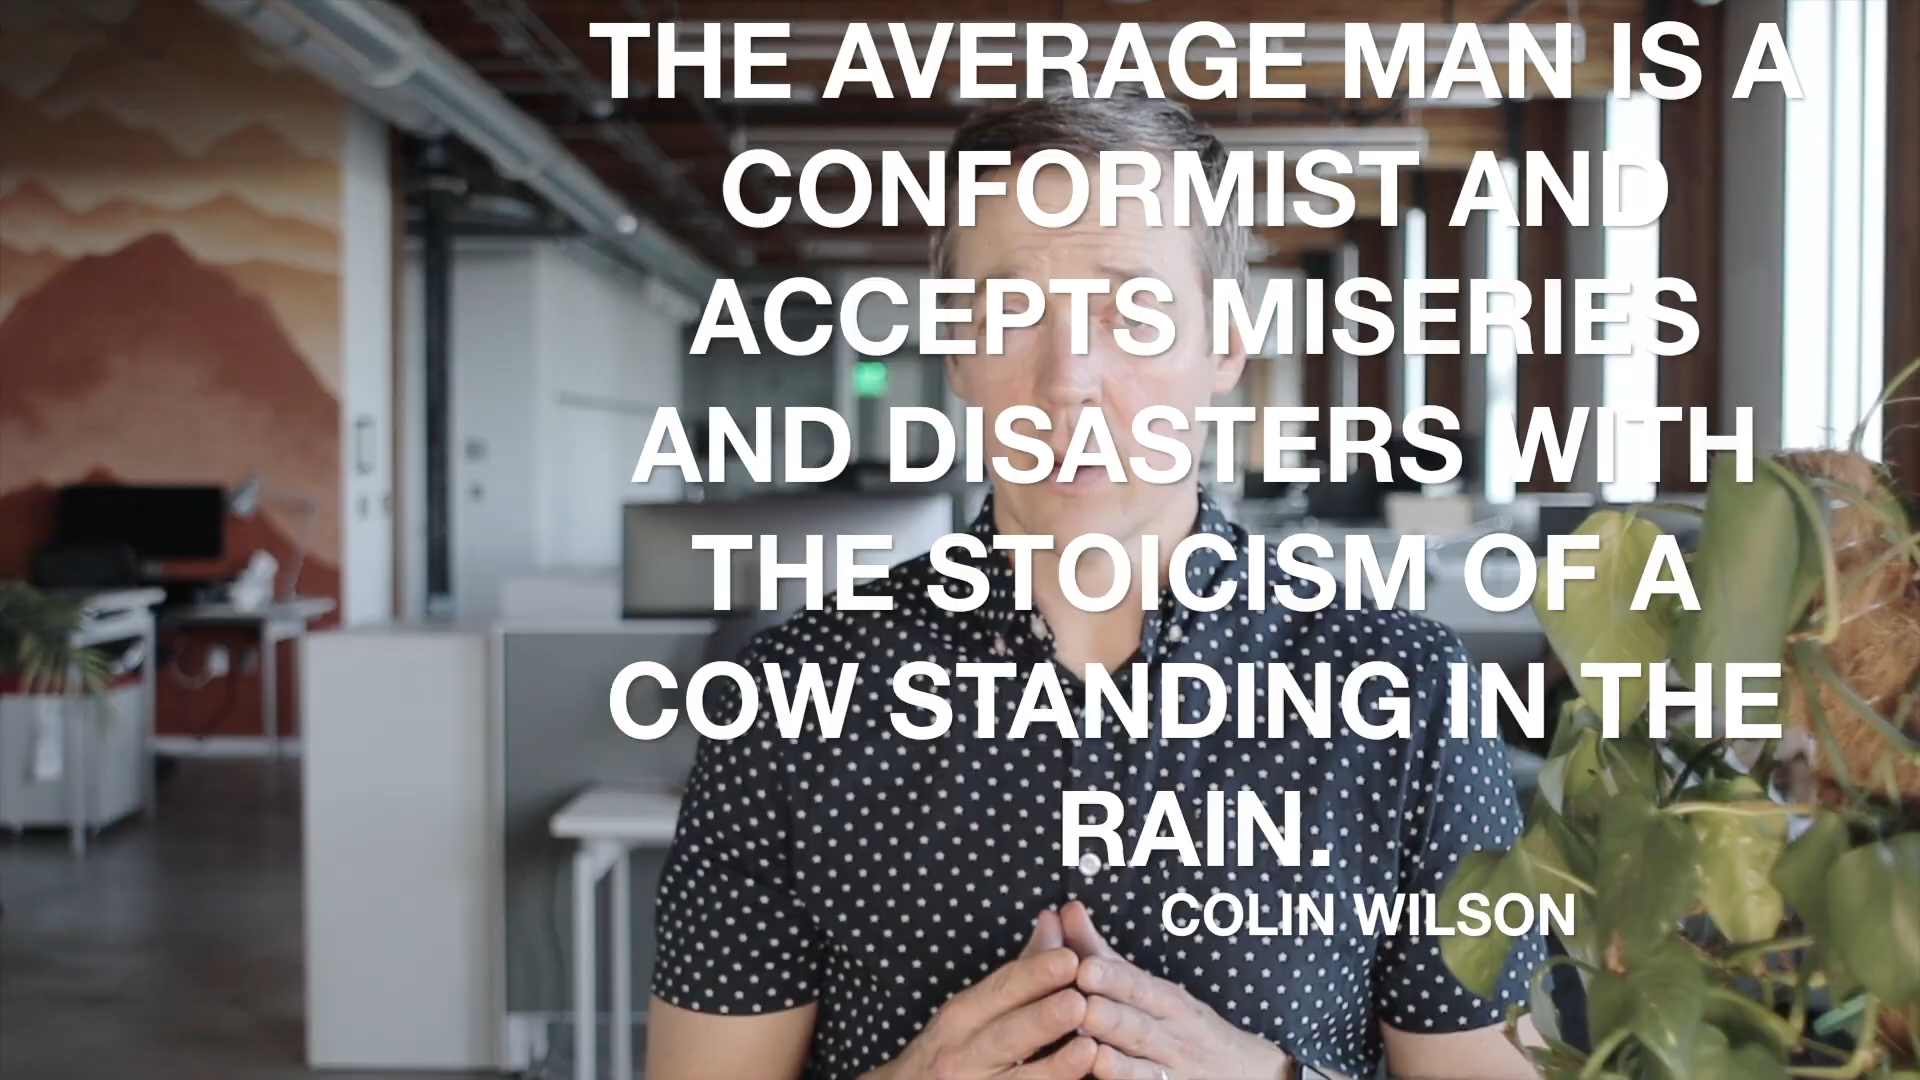 THE AVERAGE MAN IS A
CONFORMIST AND
ACCEPTS MISERIES
AND DISASTERS WITH
THE STOICISM OF A
COW STANDING IN THE
RAIN.
COLIN WILSON